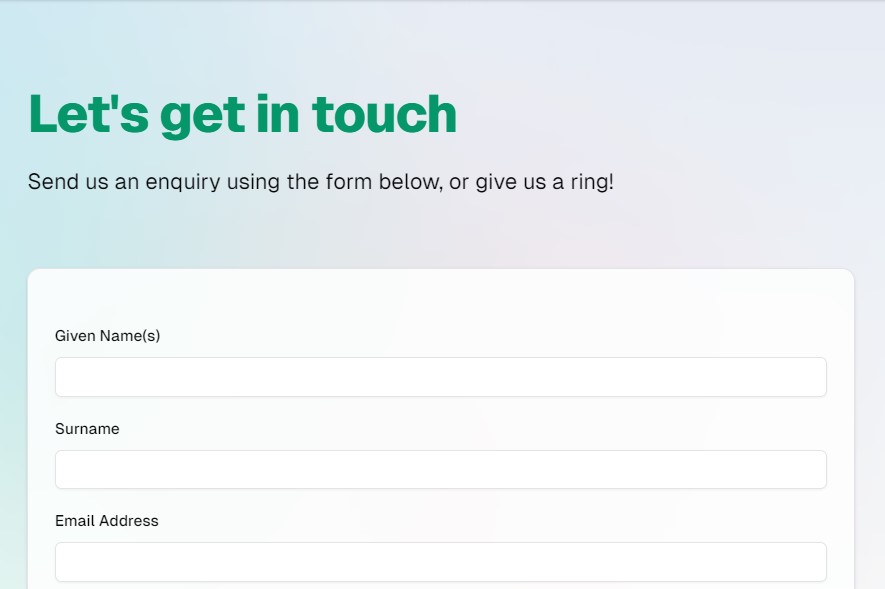 Let's get in touch
Send us an enquiry using the form below, or give us a ring!
Given Name(s)
Surname
Email Address